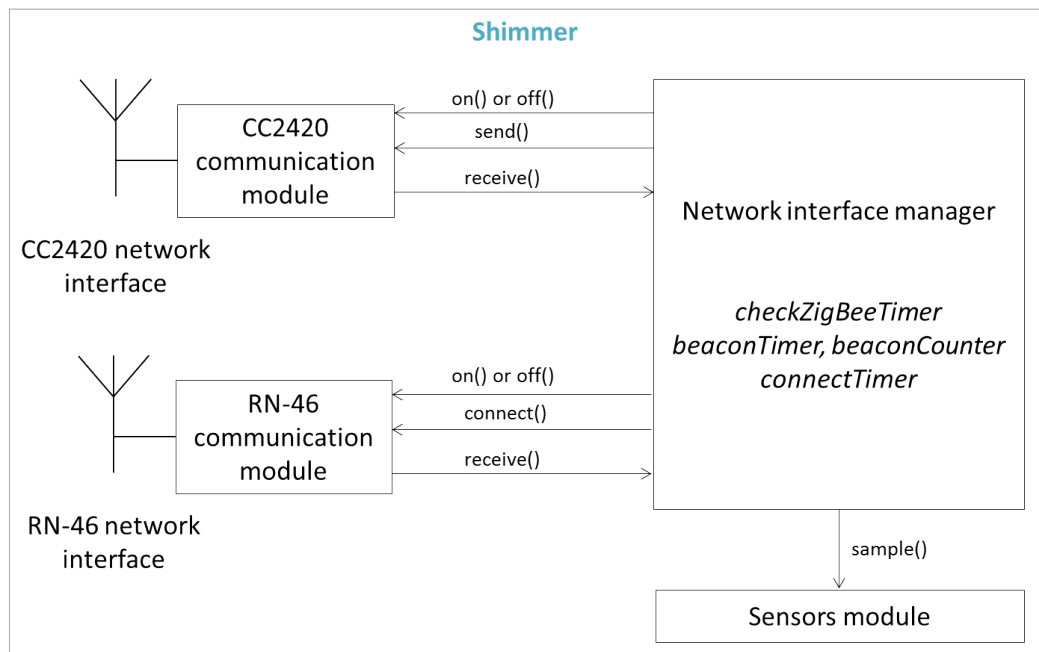 Shimmer
on() or off()
CC2420
communication
module
send()
receive()
Network interface manager
CC2420 network
interface
checkZigBeeTimer
beaconTimer, beaconCounter
connectTimer
on() or off()
RN-46
communication
module
connect()
receive()
RN-46 network
interface
sample()
Sensors module